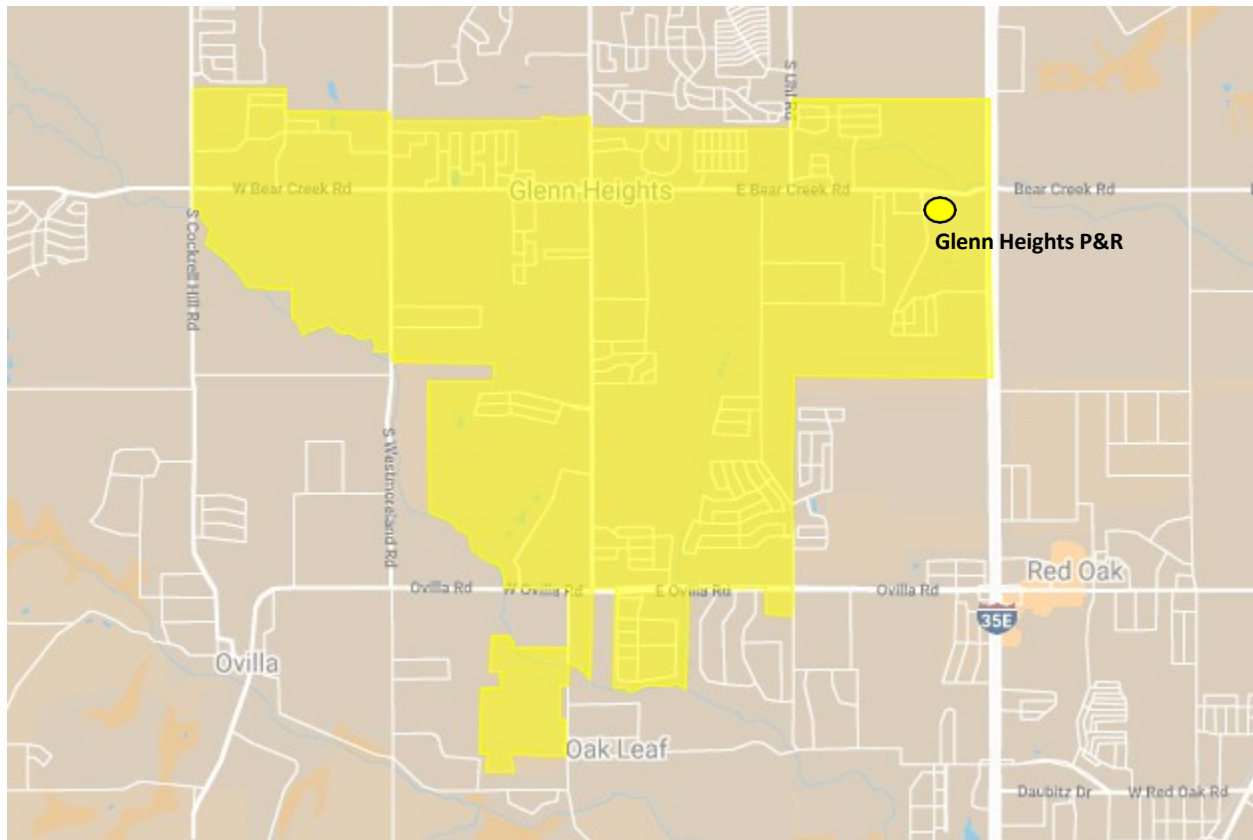 S Uhl Rd
W Bear Creek Rd
Glenn Heights
E Bear Creek Rd
Bear Creek Rd
Glenn Heights P&R
S Cockrell Hill Rd
S Westmoreland Rd
Ovilla Rd
W Ovilla Rd
E Ovilla Rd
Ovilla Rd
Red Oak
35E
Ovilla
Oak Leaf
Daubitz Dr
W Red Oak Rd